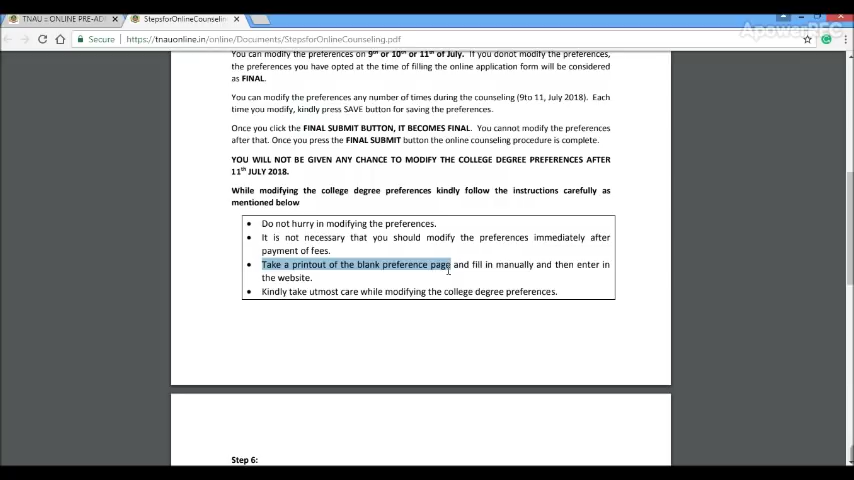 TNAU :: ONLINE PRE-AD
StepsforOnlineCounselin
ApowerREC
Secure
https://tnauonline.in/online/Documents/StepsforOnlineCounseling.pdf
You can modify the preferences on 9th or 10th or 11th of July. If you donot modify the preferences,
the preferences you have opted at the time of filling the online application form will be considered
as FINAL.
You can modify the preferences any number of times during the counseling (9to 11, July 2018). Each
time you modify, kindly press SAVE button for saving the preferences.
Once you click the FINAL SUBMIT BUTTON, IT BECOMES FINAL. You cannot modify the preferences
after that. Once you press the FINAL SUBMIT button the online counseling procedure is complete.
YOU WILL NOT BE GIVEN ANY CHANCE TO MODIFY THE COLLEGE DEGREE PREFERENCES AFTER
11th JULY 2018.
While modifying the college degree preferences kindly follow the instructions carefully as
mentioned below
• Do not hurry in modifying the preferences.
• It is not necessary that you should modify the preferences immediately after
payment of fees.
• Take a printout of the blank preference page and fill in manually and then enter in
the website.
• Kindly take utmost care while modifying the college degree preferences.
Step 6: